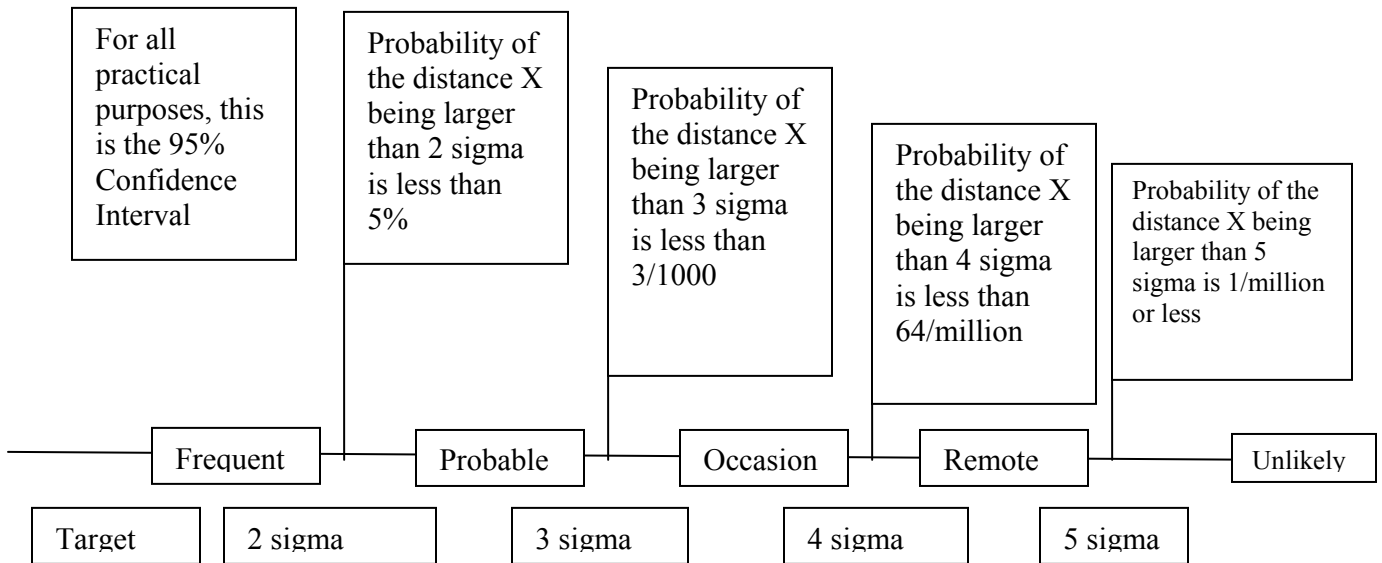 For all
practical
purposes, this
is the 95%
Confidence
Interval
Probability of
the distance X
being larger
than 2 sigma
is less than
5%
Probability of
the distance X
being larger
than 3 sigma
is less than
3/1000
Probability of
the distance X
being larger
than 4 sigma
is less than
64/million
Probability of the
distance X being
larger than 5
sigma is 1/million
or less
Frequent
Probable
Occasion
Remote
Unlikely
Target
2 sigma
3 sigma
4 sigma
5 sigma